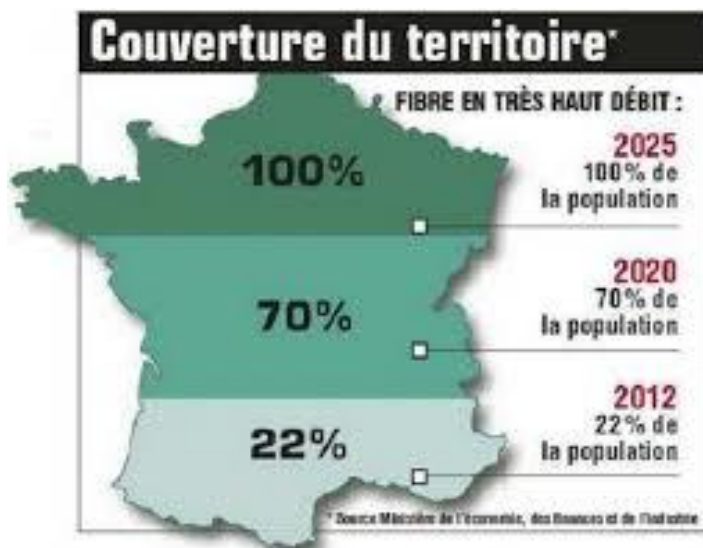 Couverture du territoire*
FIBRE EN TRÈS HAUT DÉBIT :
100%
2025
100% de
la population
70%
2020
70% de
la population
22%
2012
22% de
la population
* Source Ministère de l'économie, des finances et de l'industrie